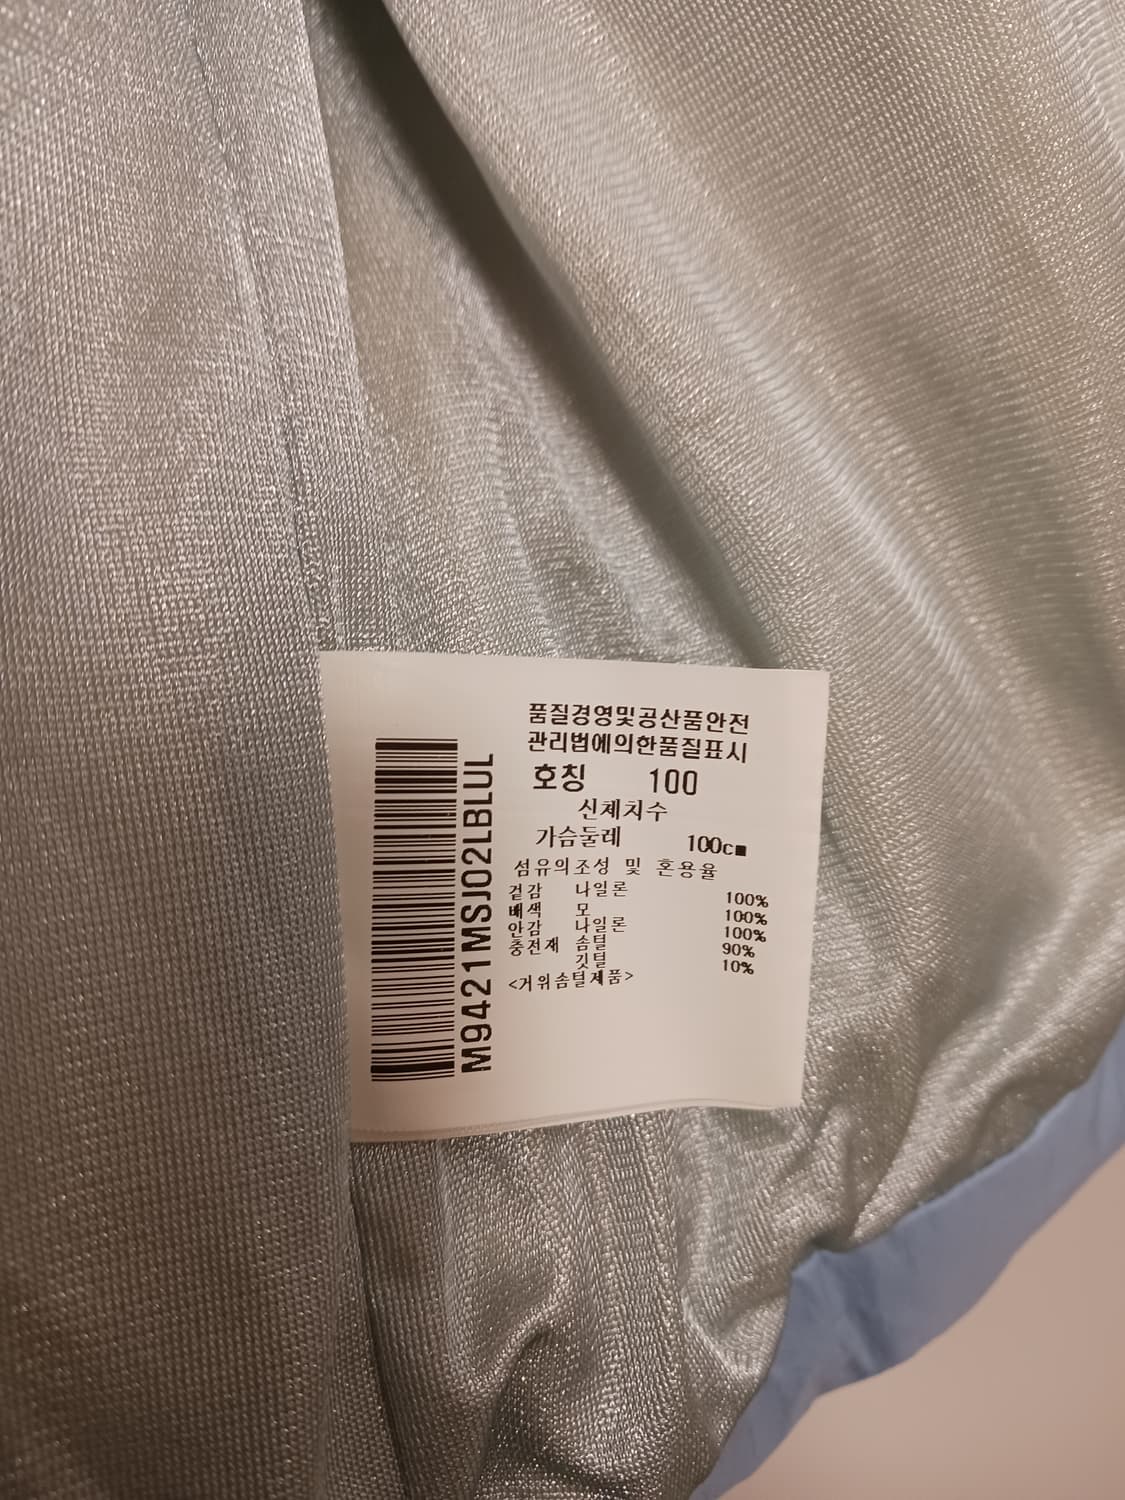 품질경영및공산품안전
관리법에의한품질표시
호칭 100
신체치수
가슴둘레 100c■
섬유의조성 및 혼용율
겉감 나일론 100%
배색 모 100%
안감 나일론 100%
충전재 솜털 90%
깃털 10%
<거위솜털제품>
M9421MSJ02LBLUL